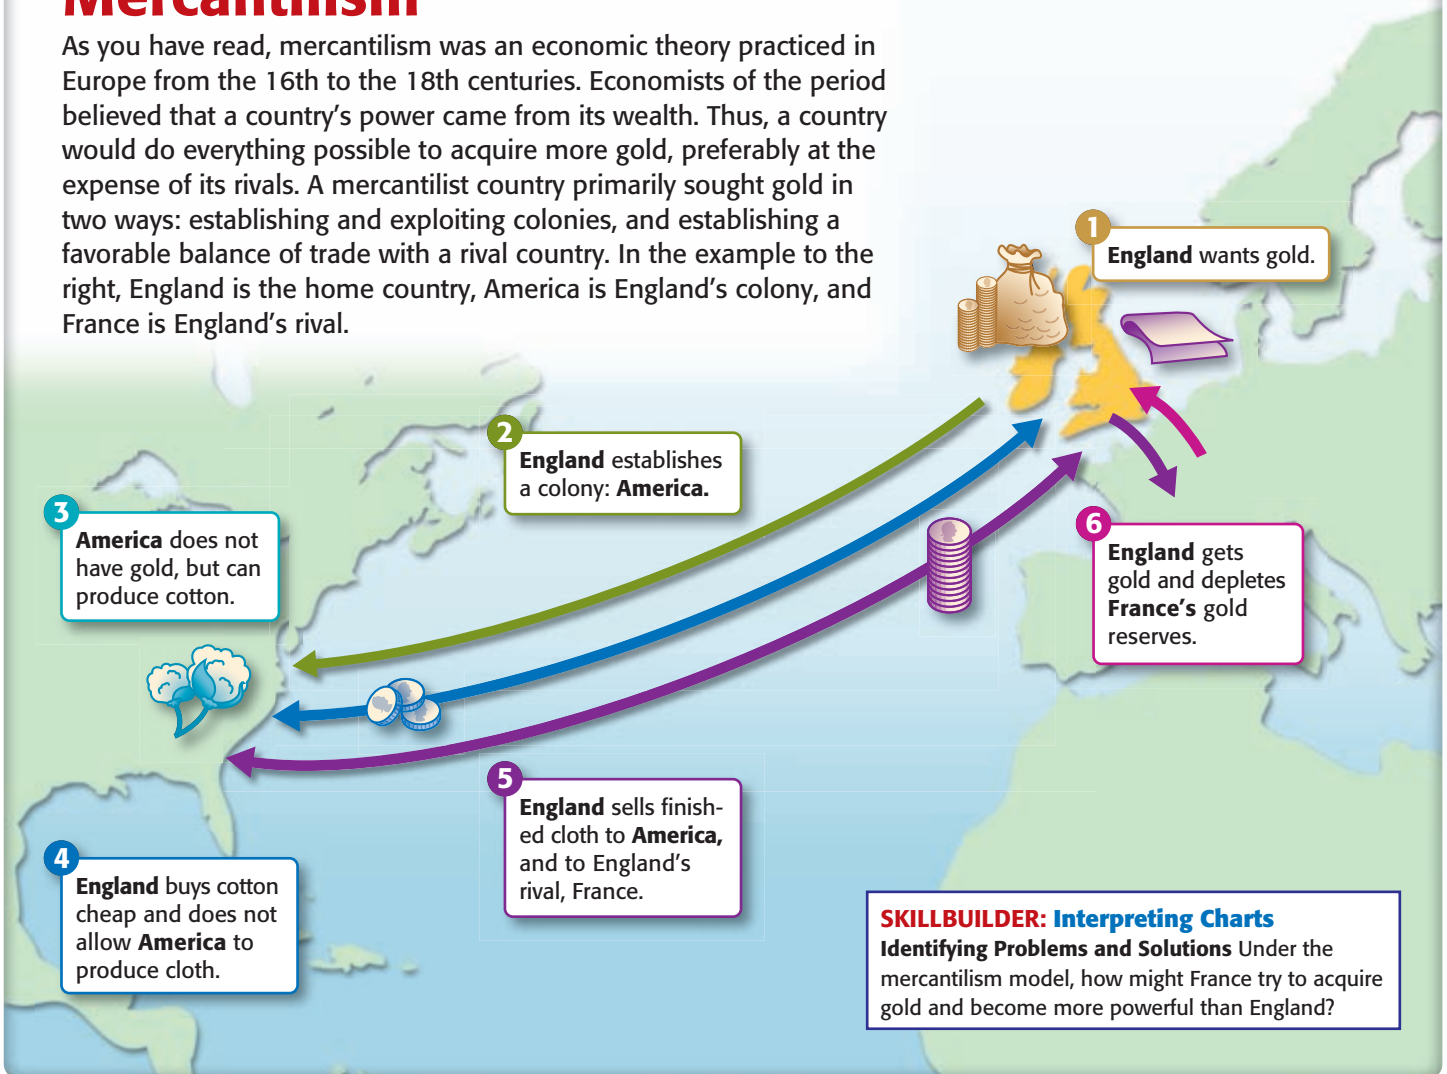 Mercantilism
As you have read, mercantilism was an economic theory practiced in
Europe from the 16th to the 18th centuries. Economists of the period
believed that a country's power came from its wealth. Thus, a country
would do everything possible to acquire more gold, preferably at the
expense of its rivals. A mercantilist country primarily sought gold in
two ways: establishing and exploiting colonies, and establishing a
favorable balance of trade with a rival country. In the example to the
right, England is the home country, America is England's colony, and
France is England's rival.
1
England wants gold.
2
England establishes
a colony: America.
3
America does not
have gold, but can
produce cotton.
4
England buys cotton
cheap and does not
allow America to
produce cloth.
5
England sells finish-
ed cloth to America,
and to England's
rival, France.
6
England gets
gold and depletes
France's gold
reserves.
SKILLBUILDER: Interpreting Charts
Identifying Problems and Solutions Under the
mercantilism model, how might France try to acquire
gold and become more powerful than England?